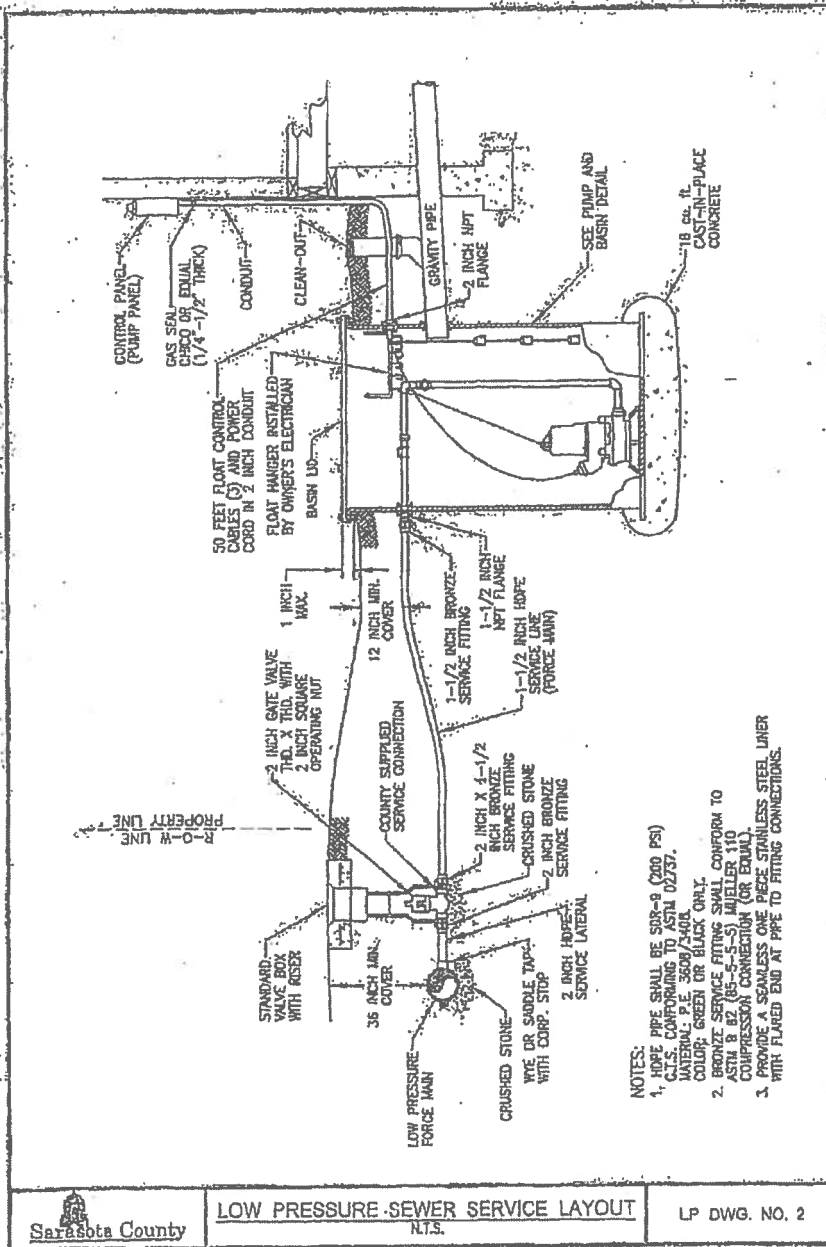 CONTROL PANEL
(PUMP PANEL)
GAS SEAL
CHICO OR EQUAL
(1/4"-1/2" THICK)
CONDUIT
CLEAN-OUT
GRAVITY PIPE
2 INCH NPT
FLANGE
SEE PUMP AND
BASIN DETAIL
18 cu. ft.
CAST-IN-PLACE
CONCRETE
50 FEET FLOAT CONTROL
CABLES (3) AND POWER
CORD IN 2 INCH CONDUIT
FLOAT HANGER INSTALLED
BY OWNER'S ELECTRICIAN
BASIN LID
1 INCH
MAX.
12 INCH MIN.
COVER
1-1/2 INCH BRONZE
SERVICE FITTING
1-1/2 INCH
NPT FLANGE
1-1/2 INCH HDPE
SERVICE LINE
(FORCE MAIN)
2 INCH GATE VALVE
THD. X THD. WITH
2 INCH SQUARE
OPERATING NUT
COUNTY SUPPLIED
SERVICE CONNECTION
2 INCH X 1-1/2
INCH BRONZE
SERVICE FITTING
CRUSHED STONE
2 INCH BRONZE
SERVICE FITTING
R-O-W LINE
PROPERTY LINE
STANDARD
VALVE BOX
WITH RISER
36 INCH MIN.
COVER
LOW PRESSURE
FORCE MAIN
CRUSHED STONE
WYE OR SADDLE TAP
WITH CORP. STOP
2 INCH HDPE
SERVICE LATERAL
NOTES:
1. HDPE PIPE SHALL BE SDR-9 (200 PSI)
C.T.S. CONFORMING TO ASTM D2737.
MATERIAL: P.E. 3608/3408.
COLOR: GREEN OR BLACK ONLY.
2. BRONZE SERVICE FITTING SHALL CONFORM TO
ASTM B 62 (85-5-5-5) MUELLER 110
COMPRESSION CONNECTION (OR EQUAL).
3. PROVIDE A SEAMLESS ONE PIECE STAINLESS STEEL LINER
WITH FLARED END AT PIPE TO FITTING CONNECTIONS.
Sarasota County
LOW PRESSURE SEWER SERVICE LAYOUT
N.T.S.
LP DWG. NO. 2